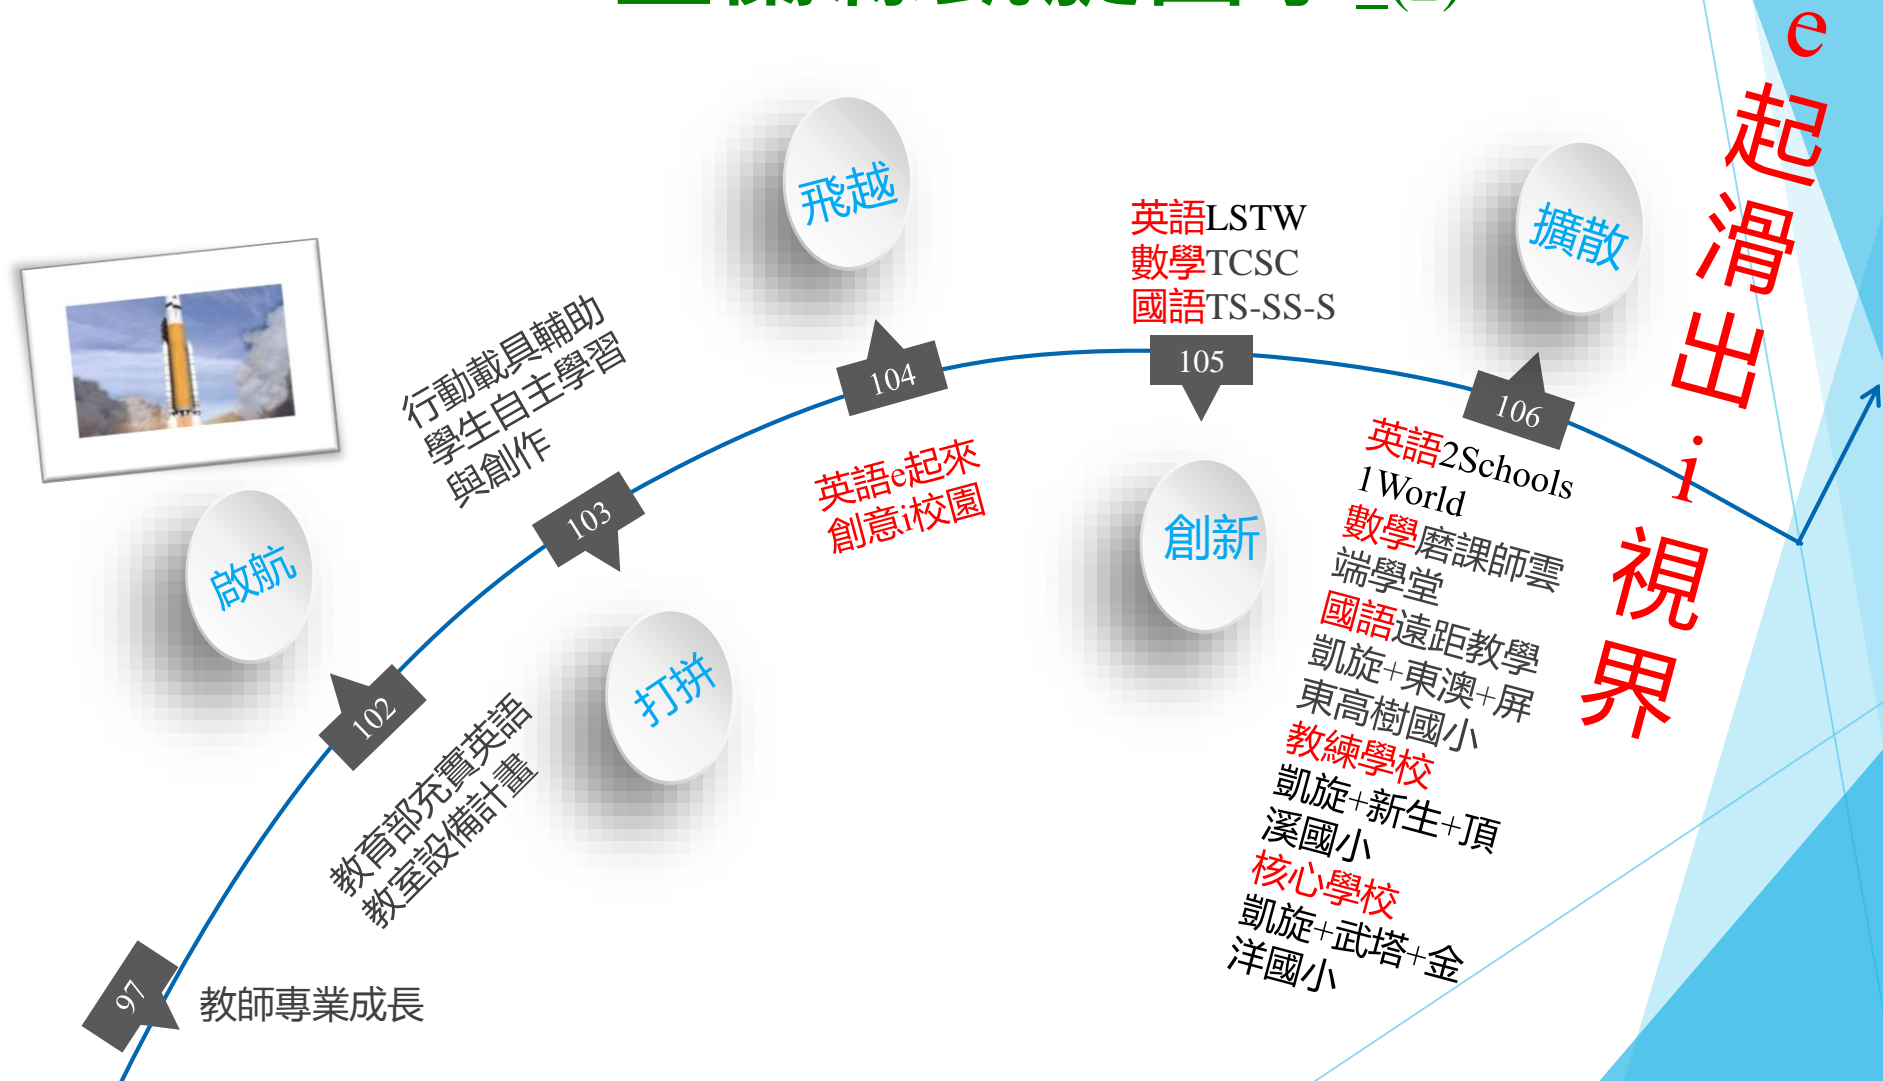 e起滑出i視界
飛越
擴散
英語LSTW
數學TCSC
國語TS-SS-S
行動載具輔助
學生自主學習
與創作
104
105
106
英語e起來
創意i校園
103
啟航
創新
打拼
102
英語2Schools
1World
數學磨課師雲
端學堂
國語遠距教學
凱旋+東澳+屏
東高樹國小
教練學校
凱旋+新生+頂
溪國小
核心學校
凱旋+武塔+金
洋國小
教育部充實英語
教室設備計畫
97
教師專業成長